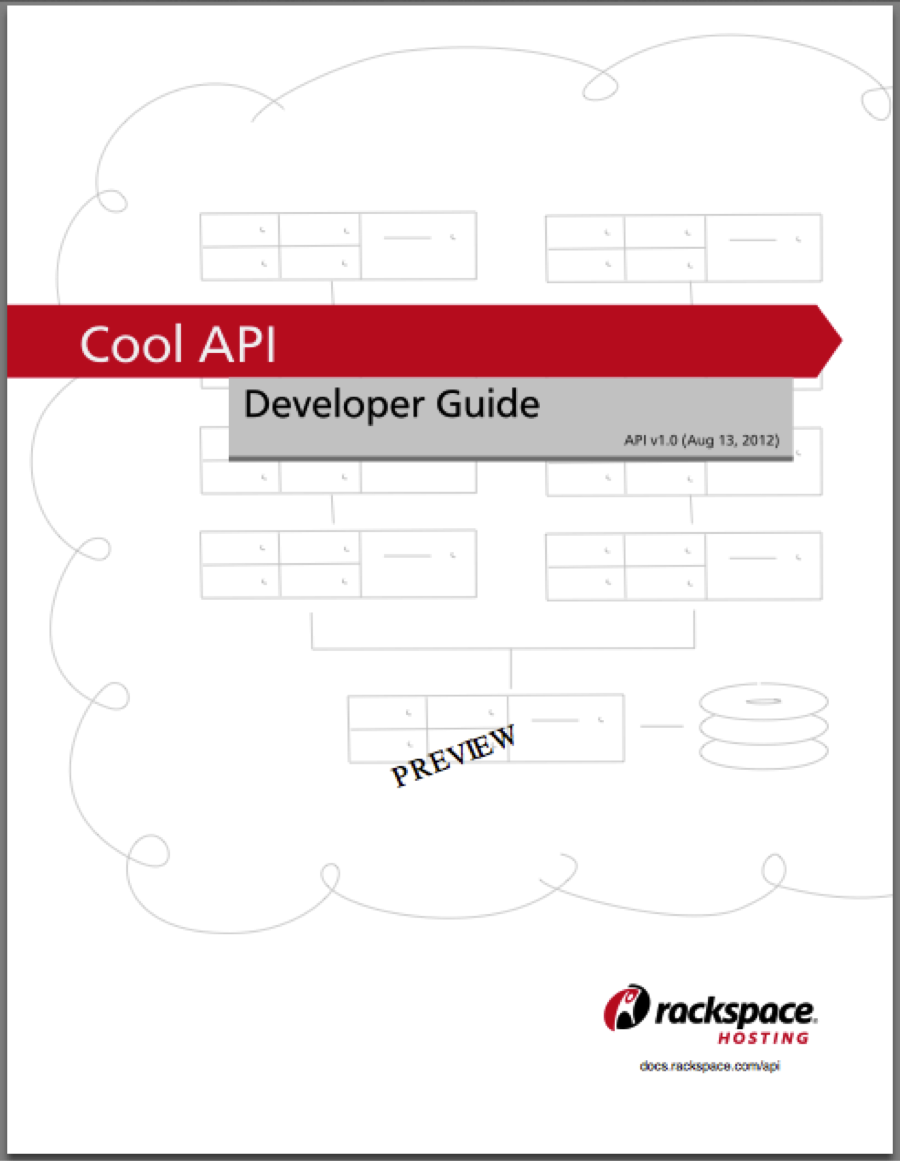 Cool API
Developer Guide
API v1.0 (Aug 13, 2012)
PREVIEW
rackspace®
HOSTING
docs.rackspace.com/api